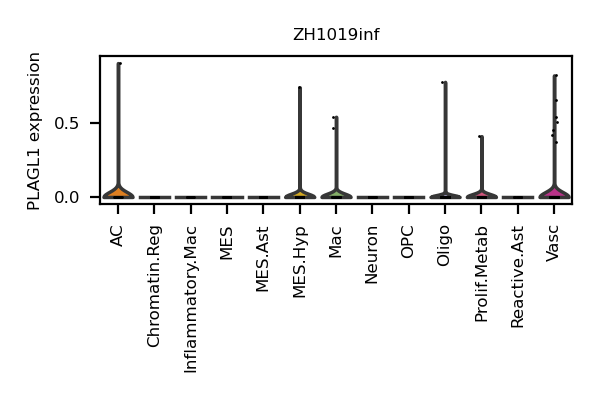 ZH1019inf
PLAGL1 expression
0.5
0.0
AC
Chromatin.Reg
Inflammatory.Mac
MES
MES.Ast
MES.Hyp
Mac
Neuron
OPC
Oligo
Prolif.Metab
Reactive.Ast
Vasc